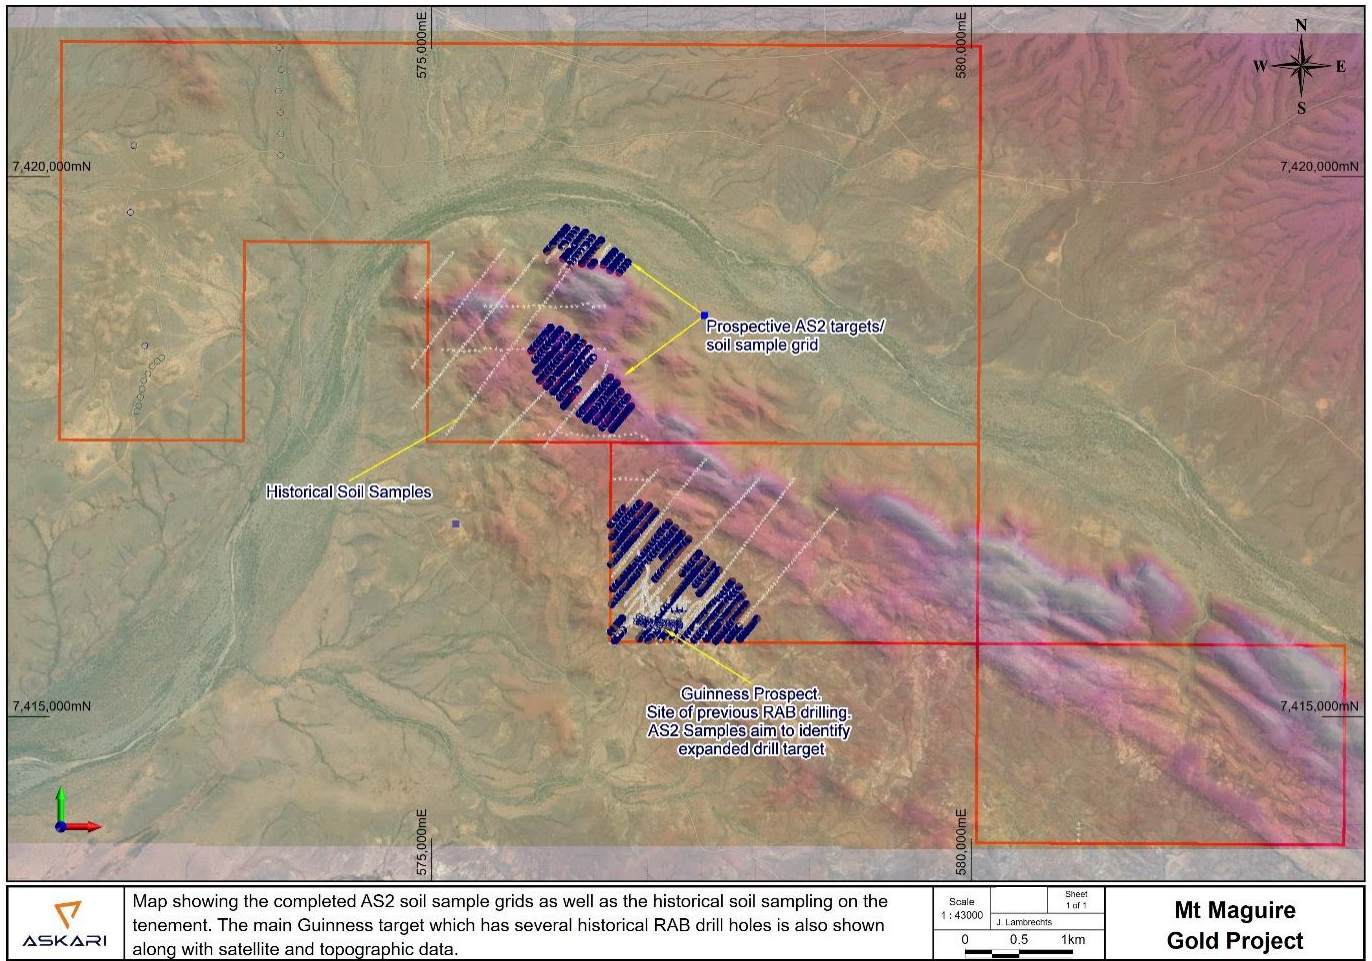 575,000mE
580,000mE
N
W E
S
7,420,000mN
7,420,000mN
Prospective AS2 targets/
soil sample grid
Historical Soil Samples
7,415,000mN
7,415,000mN
Guinness Prospect.
Site of previous RAB drilling.
AS2 Samples aim to identify
expanded drill target
575,000mE
580,000mE
ASKARI
Map showing the completed AS2 soil sample grids as well as the historical soil sampling on the
tenement. The main Guinness target which has several historical RAB drill holes is also shown
along with satellite and topographic data.
Scale
1 : 43000
Sheet
1 of 1
J. Lambrechts
0 0.5 1km
Mt Maguire
Gold Project